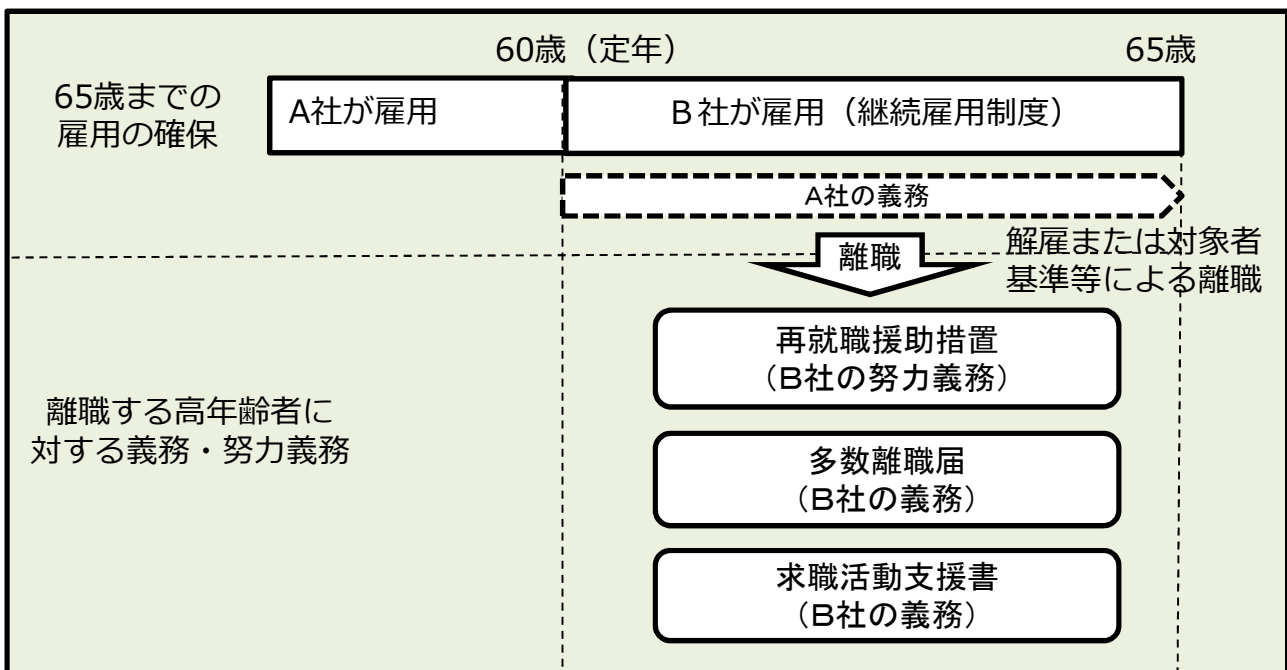 60歳（定年）
65歳
65歳までの
雇用の確保
A社が雇用
Ｂ社が雇用（継続雇用制度）
A社の義務
離職
解雇または対象者
基準等による離職
離職する高年齢者に
対する義務・努力義務
再就職援助措置
（B社の努力義務）
多数離職届
（B社の義務）
求職活動支援書
（B社の義務）